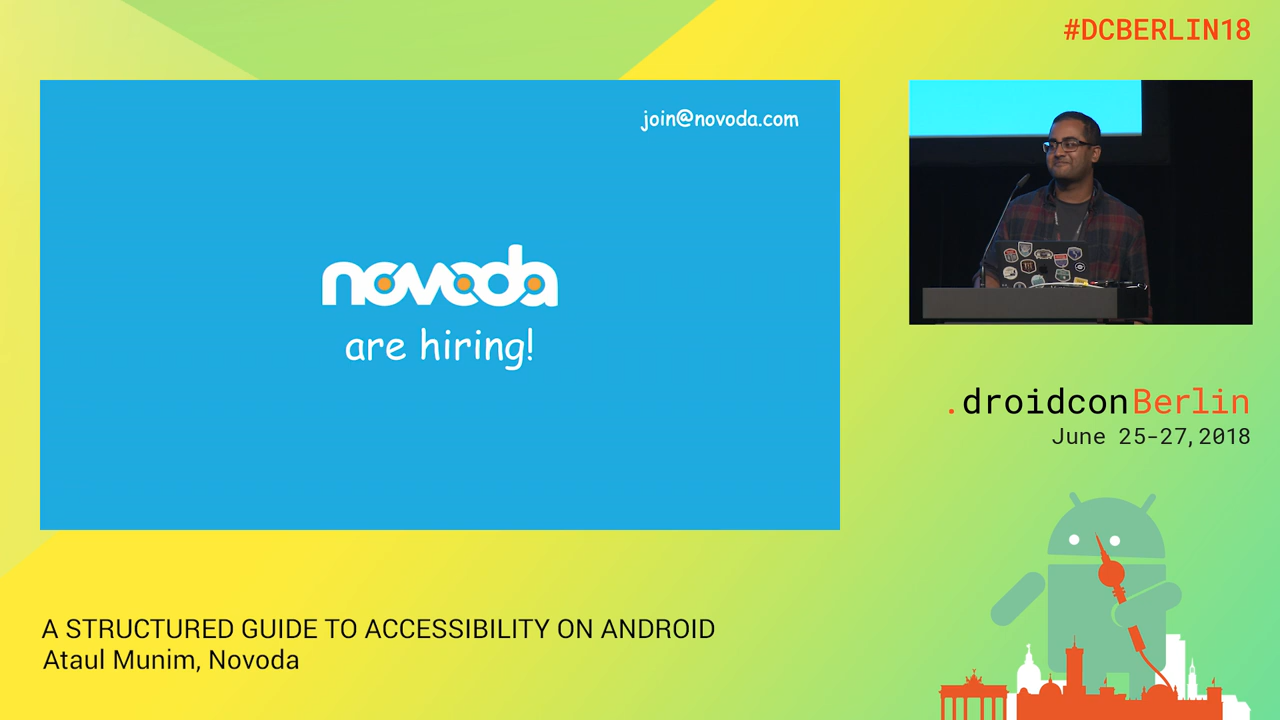 #DCBERLIN18
join@novoda.com
novoda
are hiring!
.droidconBerlin
June 25-27, 2018
A STRUCTURED GUIDE TO ACCESSIBILITY ON ANDROID
Ataul Munim, Novoda